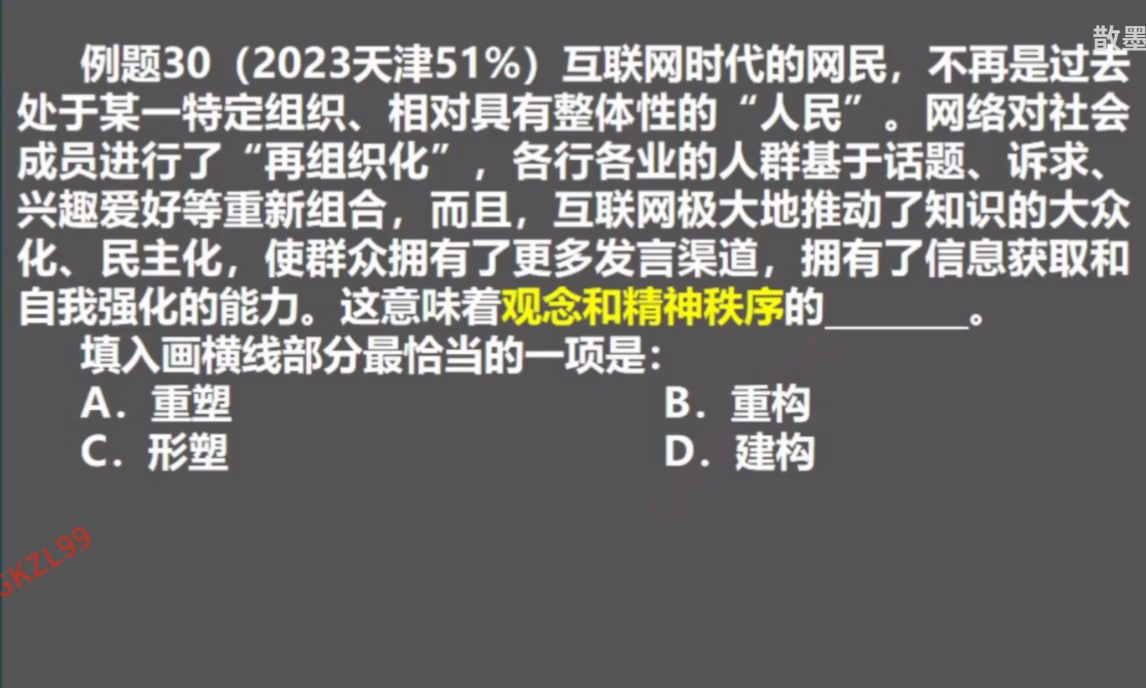 散墨
例题30（2023天津51%）互联网时代的网民，不再是过去
处于某一特定组织、相对具有整体性的“人民”。网络对社会
成员进行了“再组织化”，各行各业的人群基于话题、诉求、
兴趣爱好等重新组合，而且，互联网极大地推动了知识的大众
化、民主化，使群众拥有了更多发言渠道，拥有了信息获取和
自我强化的能力。这意味着观念和精神秩序的______。
填入画横线部分最恰当的一项是：
A．重塑 B．重构
C．形塑 D．建构
GKZL99